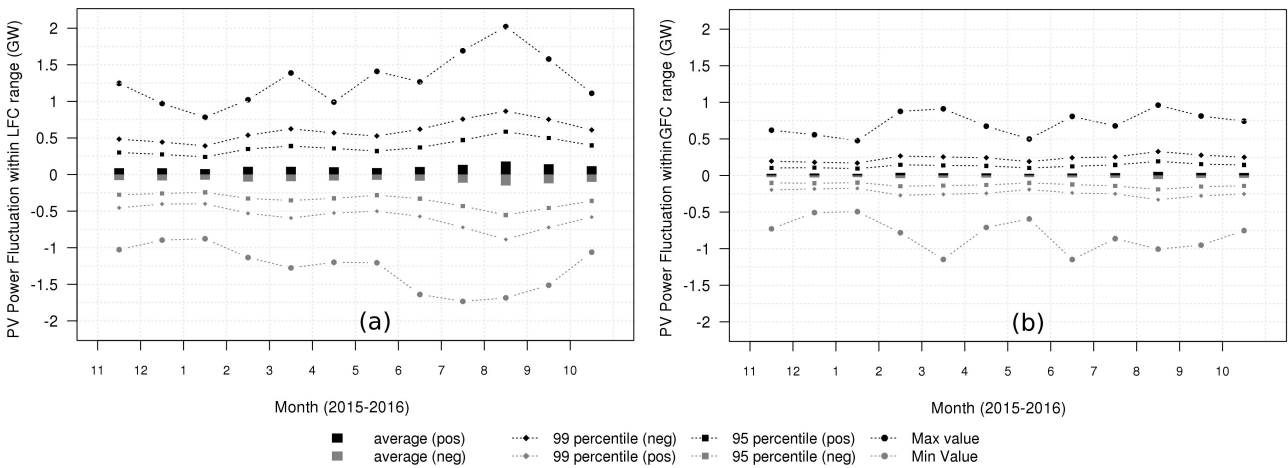 PV Power Fluctuation within LFC range (GW)
2
1.5
1
0.5
0
-0.5
-1
-1.5
-2
(a)
11 12 1 2 3 4 5 6 7 8 9 10
Month (2015-2016)
PV Power Fluctuation withinGFC range (GW)
2
1.5
1
0.5
0
-0.5
-1
-1.5
-2
(b)
11 12 1 2 3 4 5 6 7 8 9 10
Month (2015-2016)
average (pos) 99 percentile (neg) 95 percentile (pos) Max value
average (neg) 99 percentile (pos) 95 percentile (neg) Min Value